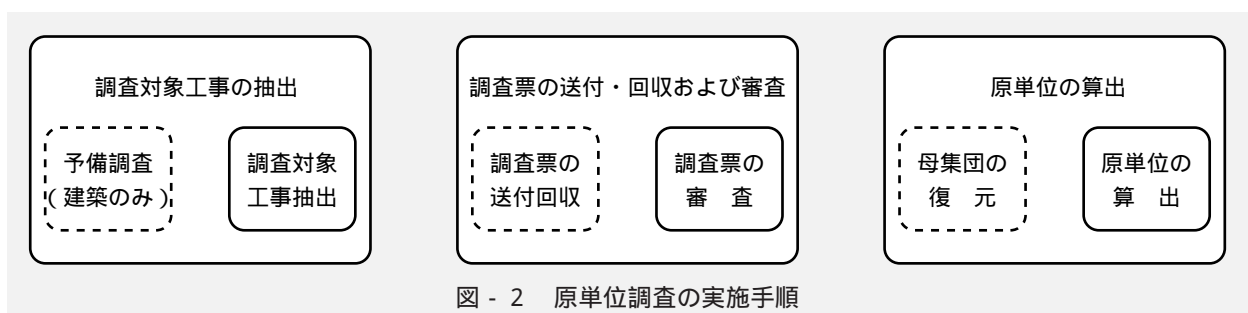 調査対象工事の抽出
予備調査
(建築のみ)
調査対象
工事抽出
調査票の送付・回収および審査
調査票の
送付回収
調査票の
審　査
原単位の算出
母集団の
復　元
原単位の
算　出
図 - 2　原単位調査の実施手順